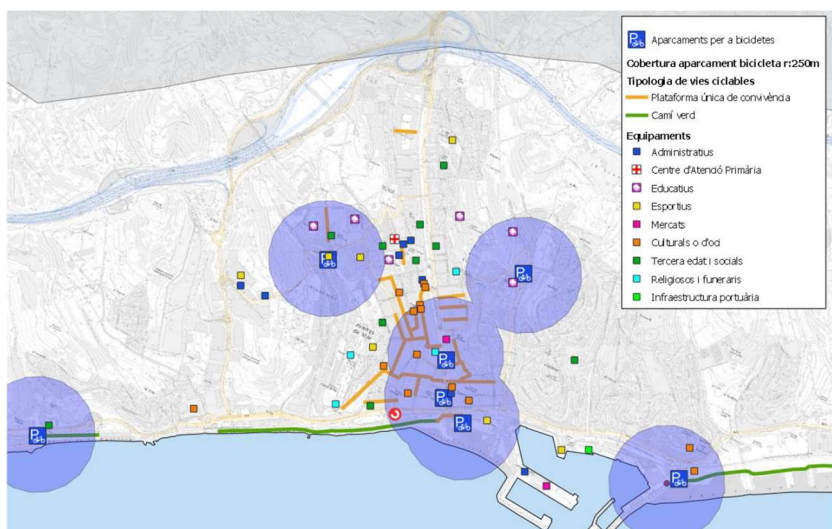 Aparcaments per a bicicletes
Cobertura aparcament bicicleta r:250m
Tipologia de vies ciclables
Plataforma única de convivència
Camí verd
Equipaments
Administratius
Centre d'Atenció Primària
Educatius
Esportius
Mercats
Culturals o d'oci
Tercera edat i socials
Religiosos i funeraris
Infraestructura portuària